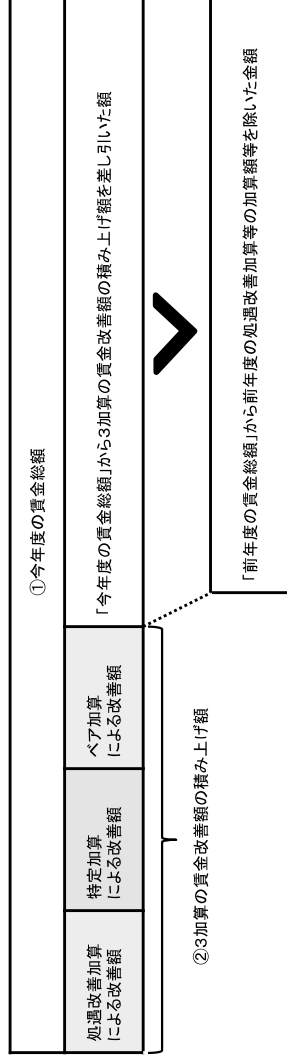 ①今年度の賃金総額
処遇改善加算
による改善額
特定加算
による改善額
ベア加算
による改善額
「今年度の賃金総額」から3加算の賃金改善額の積み上げ額を差し引いた額
②3加算の賃金改善額の積み上げ額
「前年度の賃金総額」から前年度の処遇改善加算等の加算額等を除いた金額